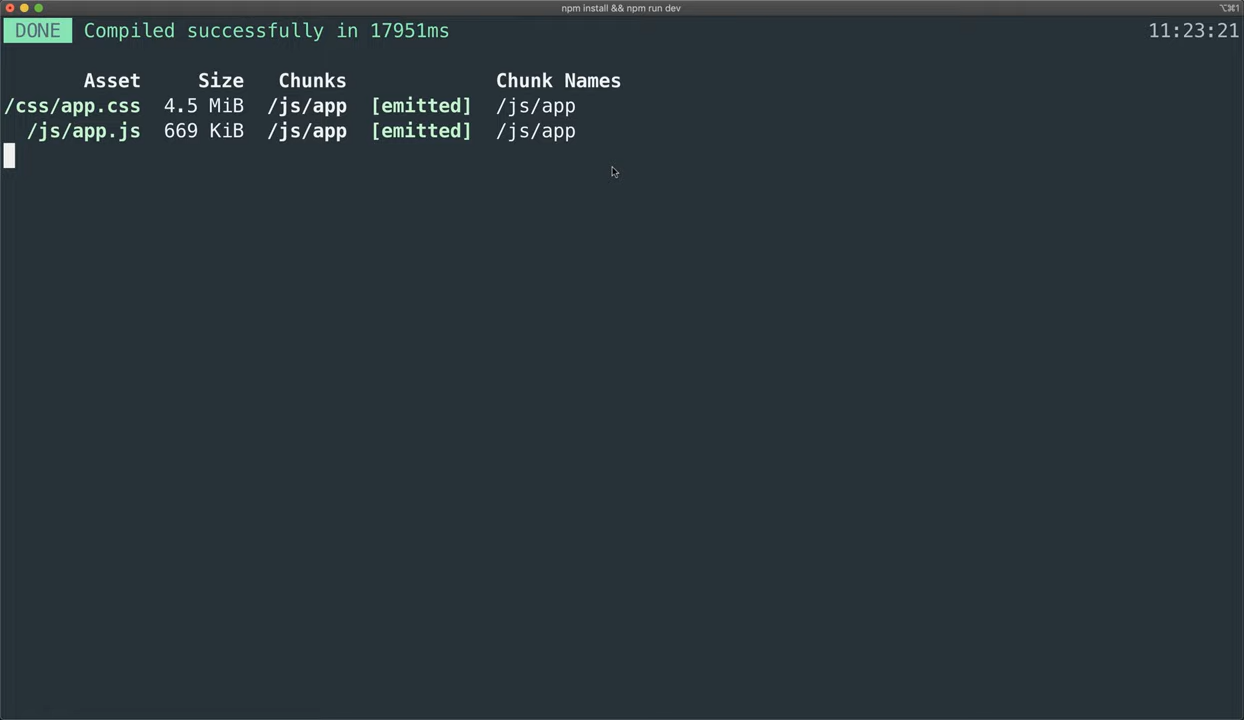 npm install && npm run dev
⌥⌘1
DONE Compiled successfully in 17951ms 11:23:21
Asset Size Chunks Chunk Names
/css/app.css 4.5 MiB /js/app [emitted] /js/app
/js/app.js 669 KiB /js/app [emitted] /js/app